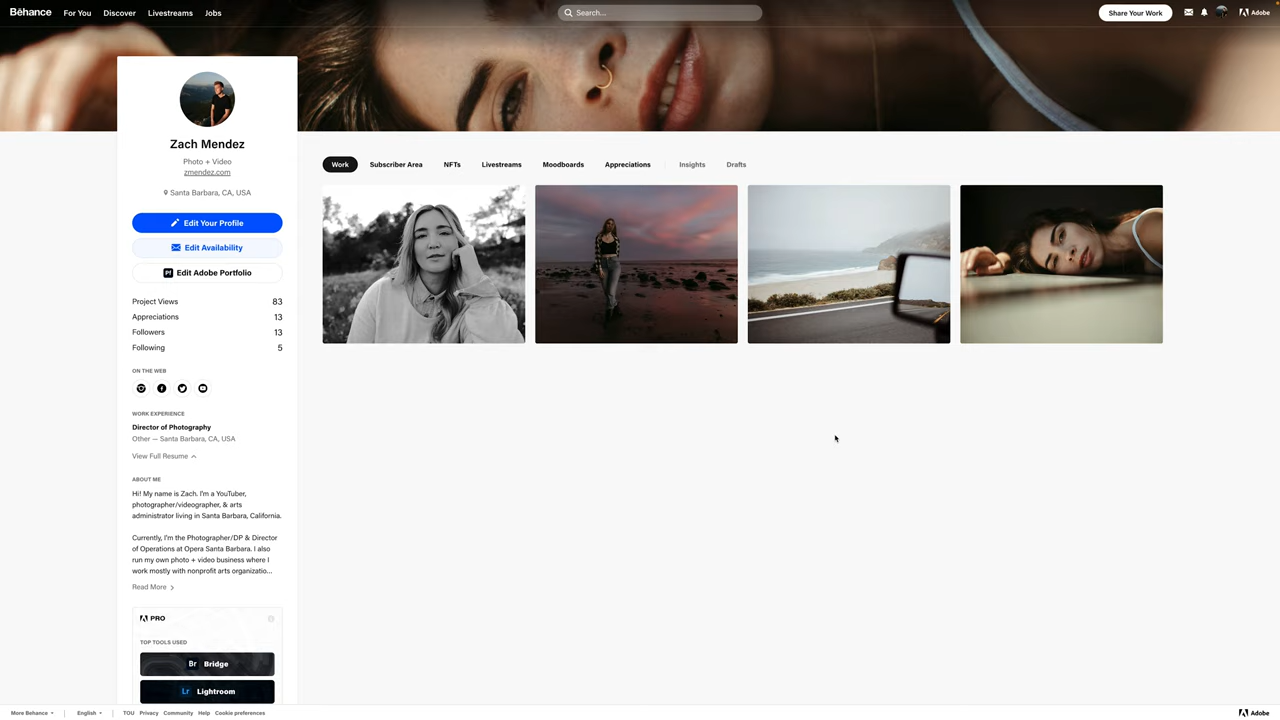 Bēhance For You Discover Livestreams Jobs Search... Share Your Work Adobe
Zach Mendez
Photo + Video
zmendez.com
Santa Barbara, CA, USA
Edit Your Profile
Edit Availability
Edit Adobe Portfolio
Project Views 83
Appreciations 13
Followers 13
Following 5
ON THE WEB
WORK EXPERIENCE
Director of Photography
Other — Santa Barbara, CA, USA
View Full Resume
ABOUT ME
Hi! My name is Zach. I'm a YouTuber,
photographer/videographer, & arts
administrator living in Santa Barbara, California.
Currently, I'm the Photographer/DP & Director
of Operations at Opera Santa Barbara. I also
run my own photo + video business where I
work mostly with nonprofit arts organizatio...
Read More
PRO
TOP TOOLS USED
Br Bridge
Lr Lightroom
Work Subscriber Area NFTs Livestreams Moodboards Appreciations Insights Drafts
More Behance English TOU Privacy Community Help Cookie preferences Adobe